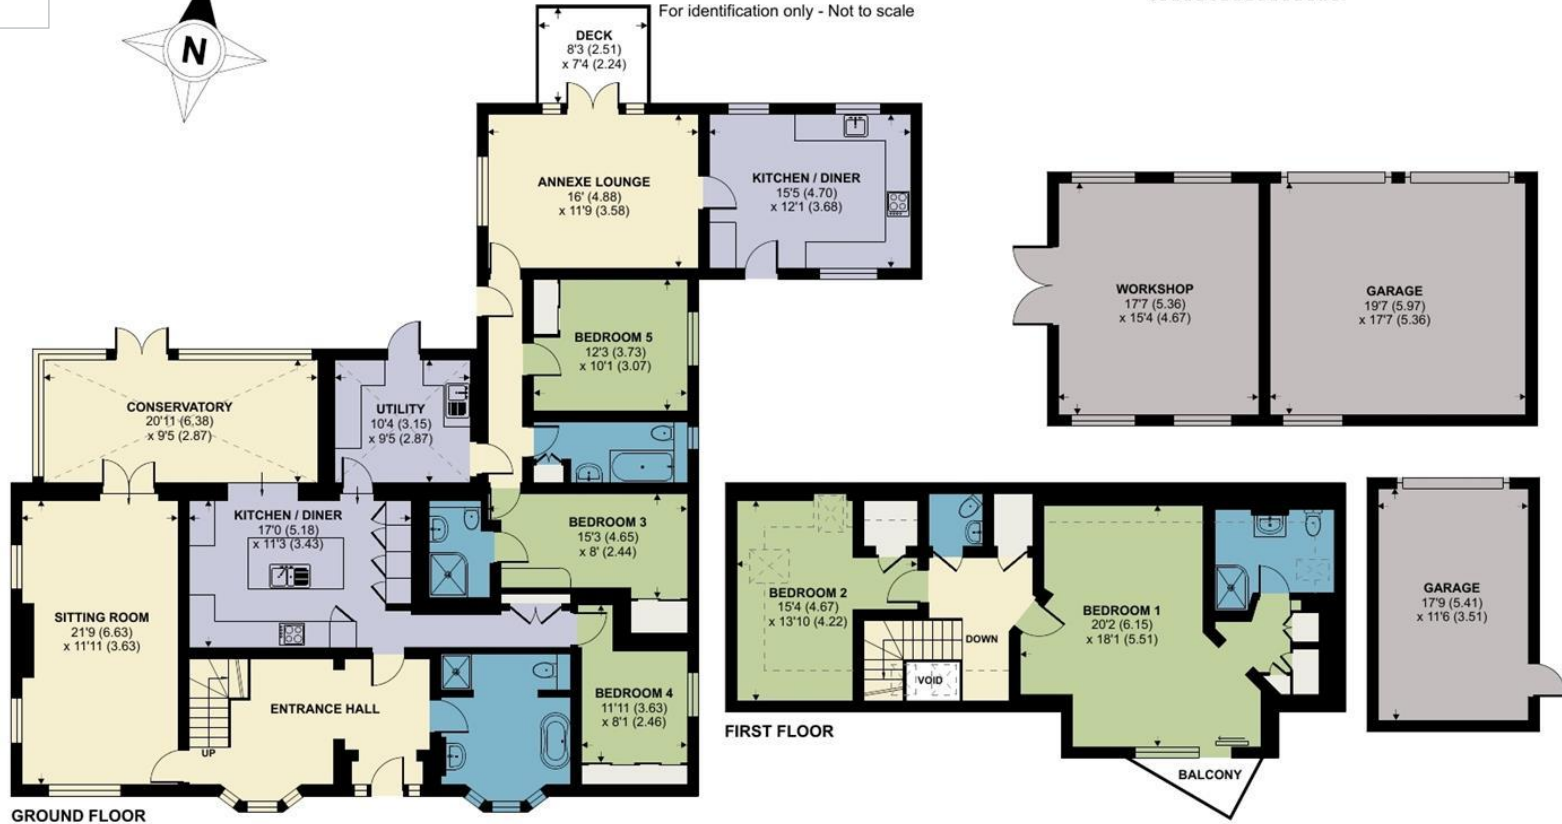 For identification only - Not to scale
N
DECK
8'3 (2.51)
x 7'4 (2.24)
ANNEXE LOUNGE
16' (4.88)
x 11'9 (3.58)
KITCHEN / DINER
15'5 (4.70)
x 12'1 (3.68)
WORKSHOP
17'7 (5.36)
x 15'4 (4.67)
GARAGE
19'7 (5.97)
x 17'7 (5.36)
BEDROOM 5
12'3 (3.73)
x 10'1 (3.07)
CONSERVATORY
20'11 (6.38)
x 9'5 (2.87)
UTILITY
10'4 (3.15)
x 9'5 (2.87)
KITCHEN / DINER
17'0 (5.18)
x 11'3 (3.43)
BEDROOM 3
15'3 (4.65)
x 8' (2.44)
SITTING ROOM
21'9 (6.63)
x 11'11 (3.63)
ENTRANCE HALL
UP
BEDROOM 4
11'11 (3.63)
x 8'1 (2.46)
GROUND FLOOR
BEDROOM 2
15'4 (4.67)
x 13'10 (4.22)
DOWN
VOID
BEDROOM 1
20'2 (6.15)
x 18'1 (5.51)
BALCONY
FIRST FLOOR
GARAGE
17'9 (5.41)
x 11'6 (3.51)